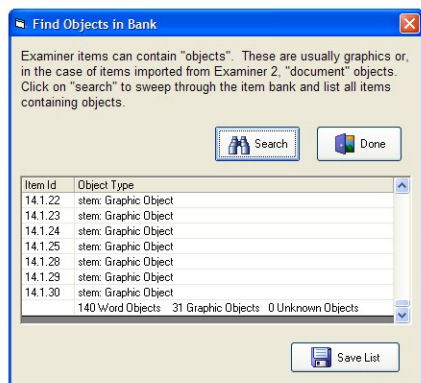 Find Objects in Bank
Examiner items can contain "objects". These are usually graphics or,
in the case of items imported from Examiner 2, "document" objects.
Click on "search" to sweep through the item bank and list all items
containing objects.
Search Done
Item Id Object Type
14.1.22 stem: Graphic Object
14.1.23 stem: Graphic Object
14.1.24 stem: Graphic Object
14.1.25 stem: Graphic Object
14.1.28 stem: Graphic Object
14.1.29 stem: Graphic Object
14.1.30 stem: Graphic Object
140 Word Objects 31 Graphic Objects 0 Unknown Objects
Save List